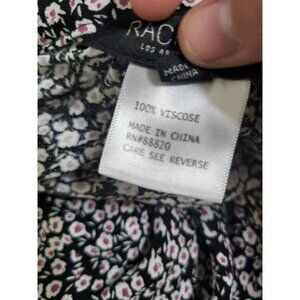 RAC
LOS AN
MADE
CHINA
100% VISCOSE
MADE IN CHINA
RN#88820
CARE SEE REVERSE